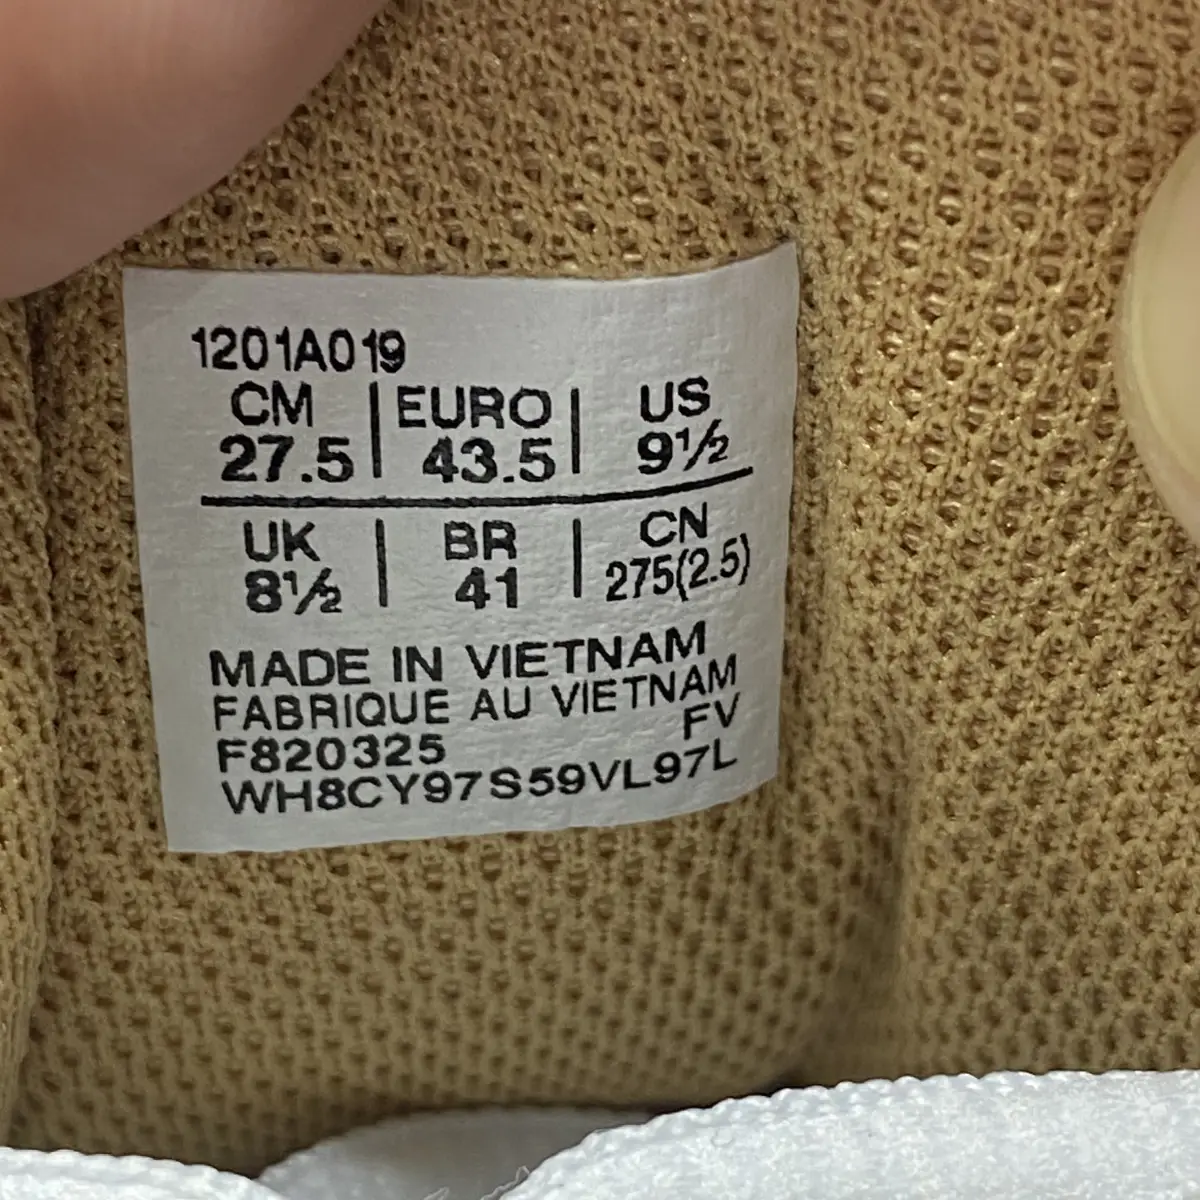 1201A019
CM | EURO | US
27.5 | 43.5 | 9½
UK | BR | CN
8½ | 41 | 275(2.5)
MADE IN VIETNAM
FABRIQUE AU VIETNAM
F820325 FV
WH8CY97S59VL97L